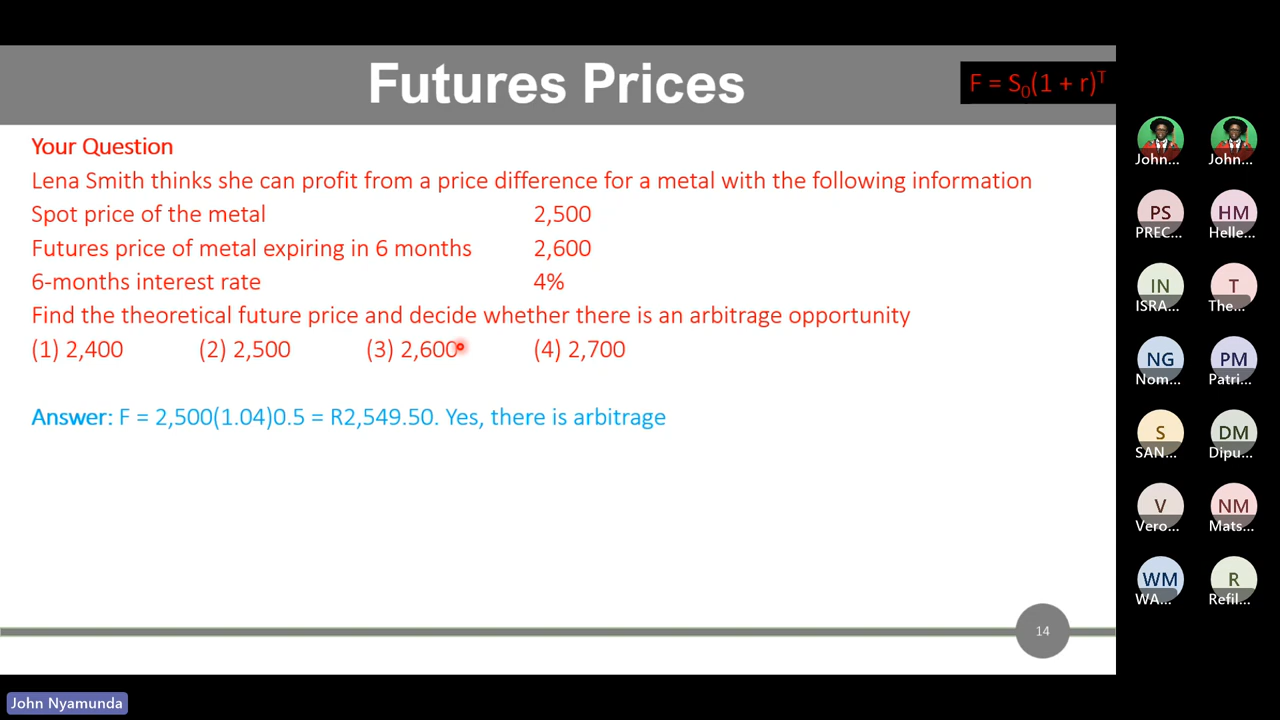 Futures Prices
F = S₀(1 + r)ᵀ
Your Question
Lena Smith thinks she can profit from a price difference for a metal with the following information
Spot price of the metal 2,500
Futures price of metal expiring in 6 months 2,600
6-months interest rate 4%
Find the theoretical future price and decide whether there is an arbitrage opportunity
(1) 2,400 (2) 2,500 (3) 2,600 (4) 2,700
Answer: F = 2,500(1.04)0.5 = R2,549.50. Yes, there is arbitrage
14
John... John...
PS HM
PREC... Helle...
IN T
ISRA... The...
NG PM
Nom... Patri...
S DM
SAN... Dipu...
V NM
Vero... Mats...
WM R
WA... Refil...
John Nyamunda